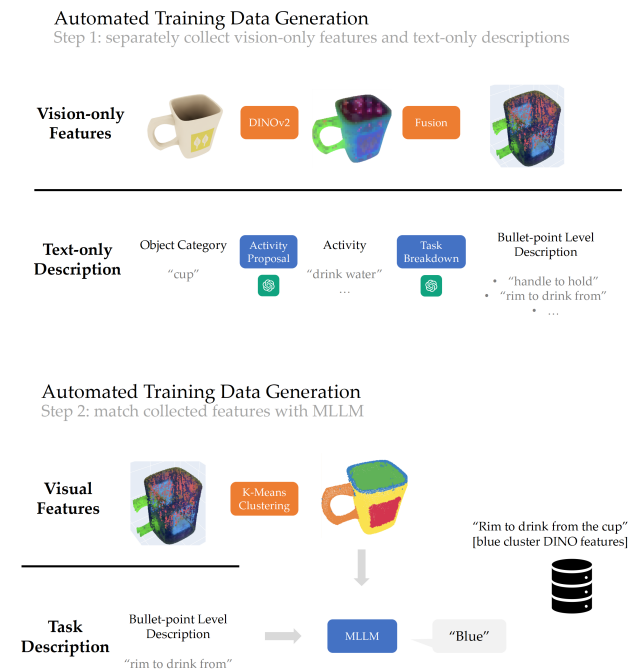 Automated Training Data Generation
Step 1: separately collect vision-only features and text-only descriptions
Vision-only
Features
DINOv2
Fusion
Text-only
Description
Object Category
"cup"
Activity
Proposal
Activity
"drink water"
...
Task
Breakdown
Bullet-point Level
Description
• "handle to hold"
• "rim to drink from"
• ...
Automated Training Data Generation
Step 2: match collected features with MLLM
Visual
Features
K-Means
Clustering
"Rim to drink from the cup"
[blue cluster DINO features]
Task
Description
Bullet-point Level
Description
"rim to drink from"
MLLM
"Blue"